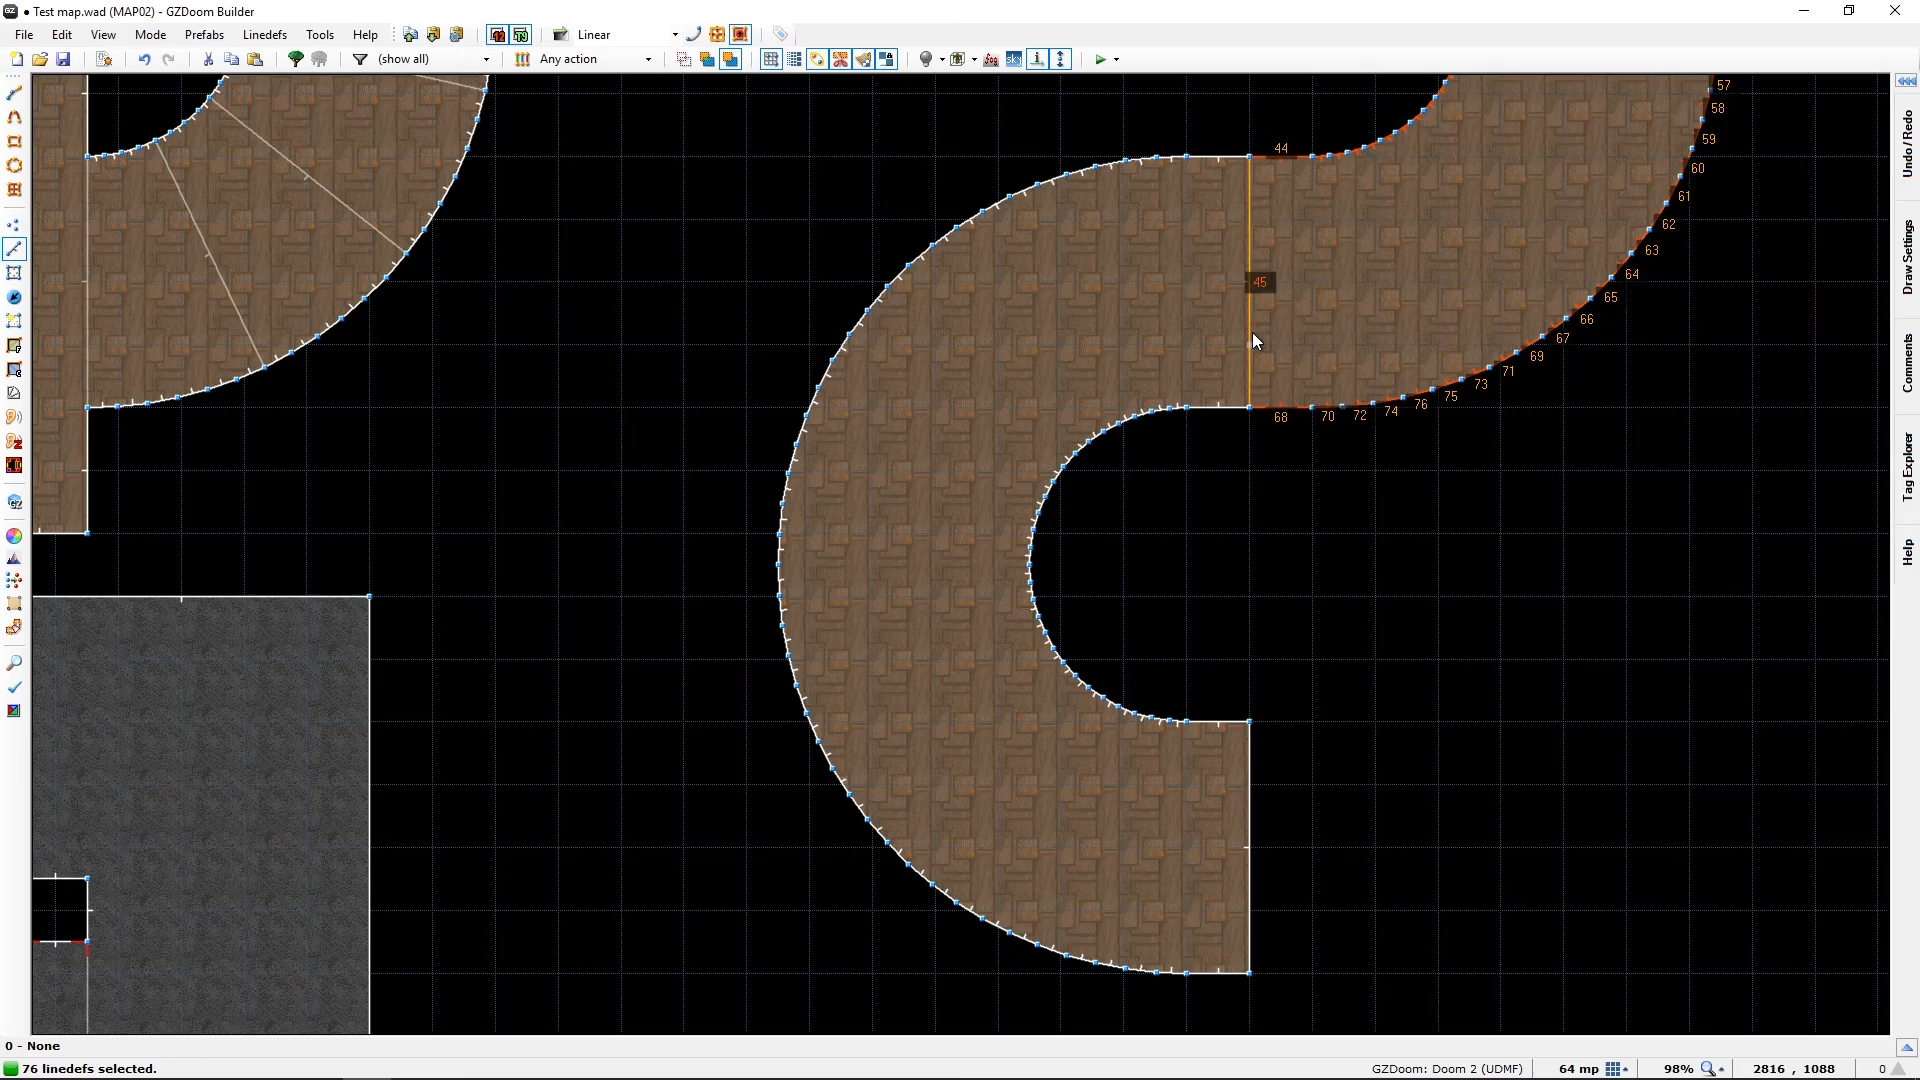 GZ • Test map.wad (MAP02) - GZDoom Builder
File Edit View Mode Prefabs Linedefs Tools Help Linear
(show all) Any action
57
58
59
60
44
61
62
63
64
45
65
66
67
69
71
73
75
76
74
68 70 72
Undo / Redo
Draw Settings
Comments
Tag Explorer
Help
0 - None
76 linedefs selected. GZDoom: Doom 2 (UDMF) 64 mp 98% 2816 , 1088 0